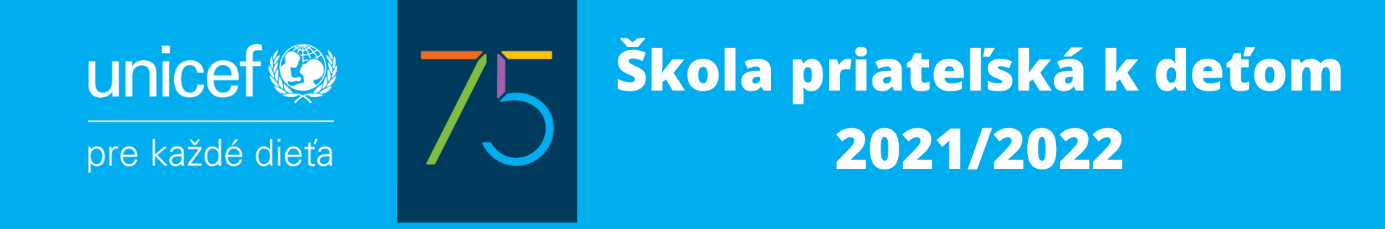 unicef
pre každé dieťa
75
Škola priateľská k deťom
2021/2022